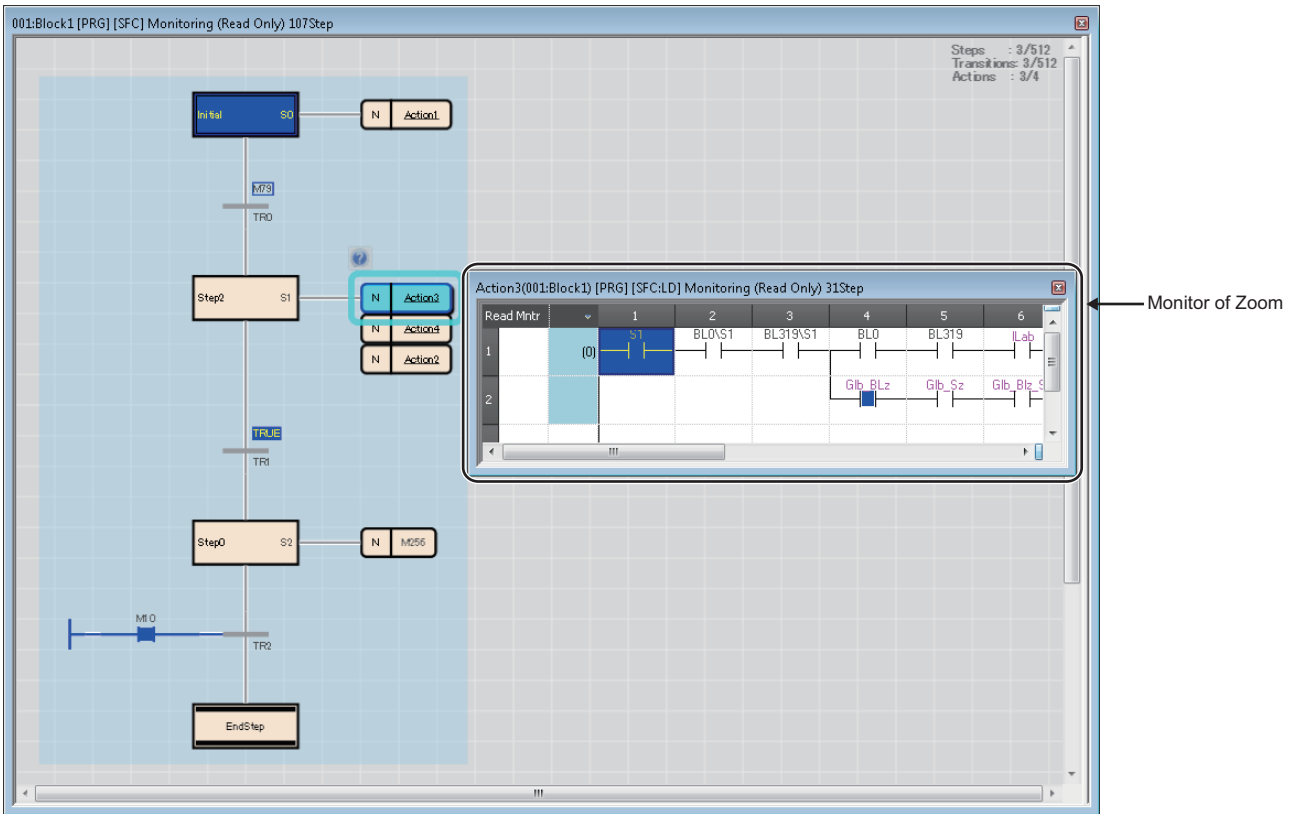 001:Block1 [PRG] [SFC] Monitoring (Read Only) 107Step
Steps : 3/512
Transitions: 3/512
Actions : 3/4
Initial S0
N Action1
M79
TR0
Step2 S1
N Action3
N Action4
N Action2
Action3(001:Block1) [PRG] [SFC:LD] Monitoring (Read Only) 31Step
Read Mntr 1 2 3 4 5 6
S1 BL0\S1 BL319\S1 BL0 BL319 lLab
1 (0)
Glb_BLz Glb_Sz Glb_Blz_S
2
Monitor of Zoom
TRUE
TR1
Step0 S2
N M256
M10
TR2
EndStep